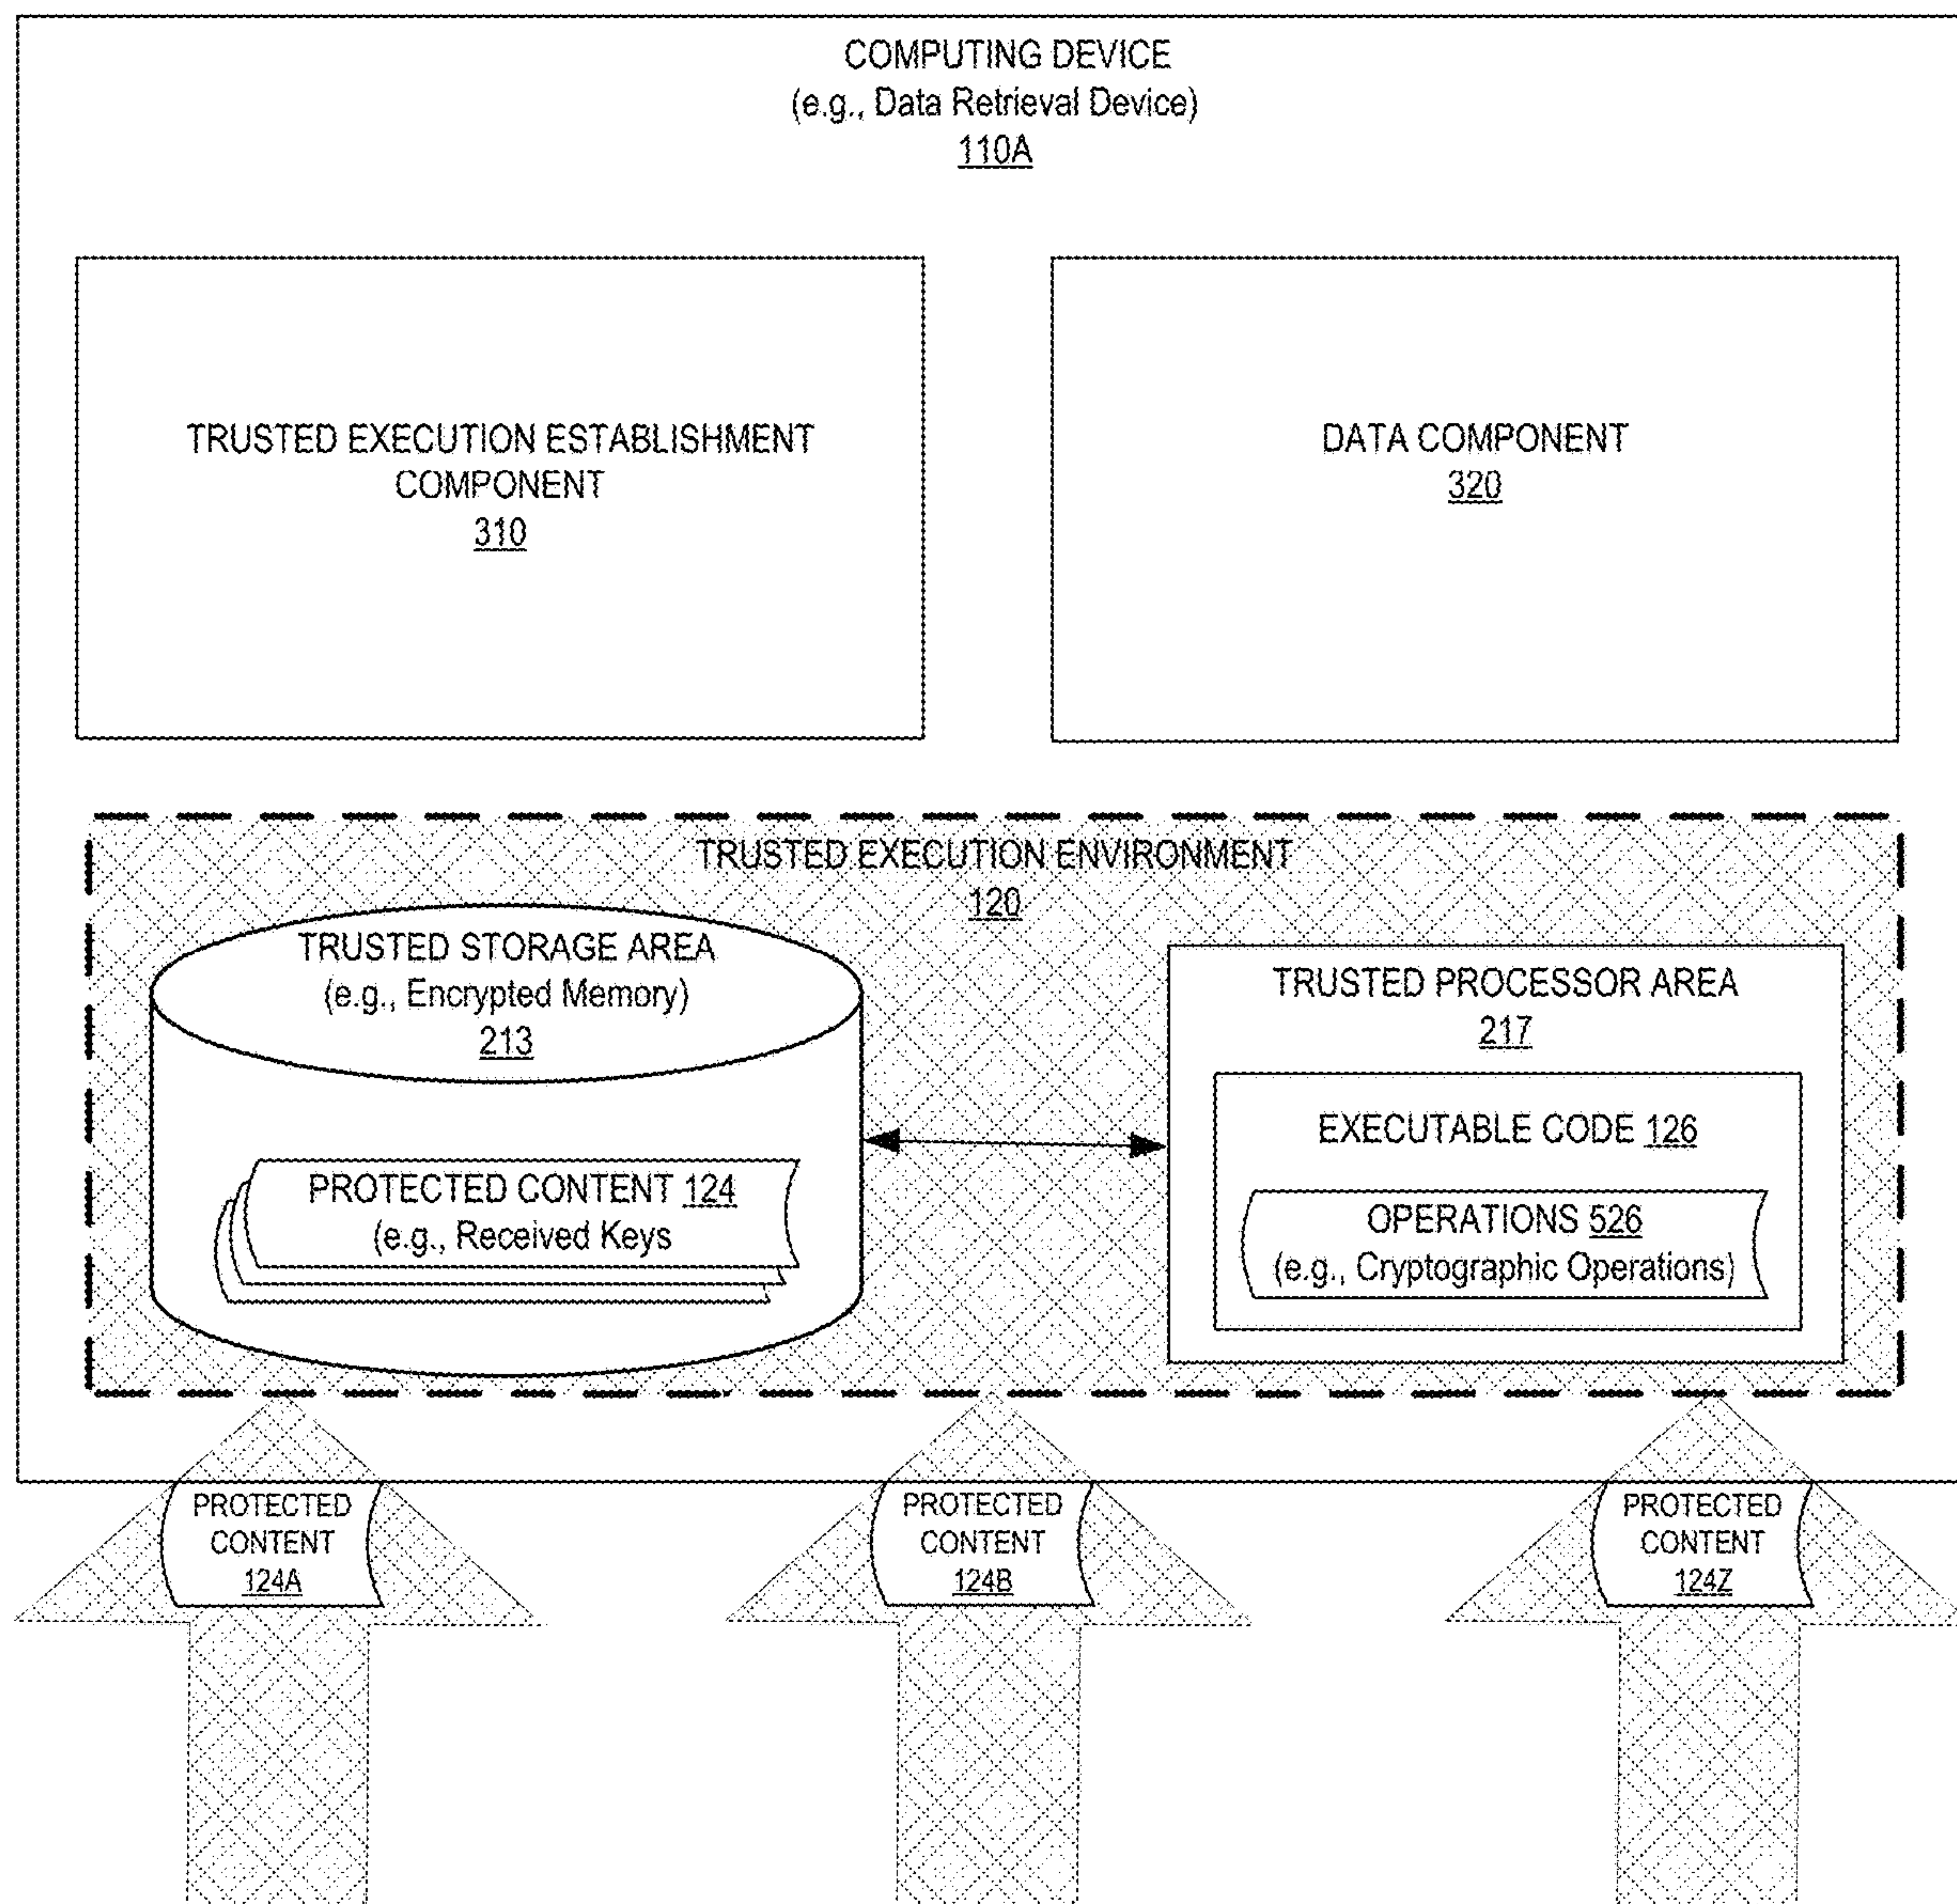 COMPUTING DEVICE
(e.g., Data Retrieval Device)
110A
TRUSTED EXECUTION ESTABLISHMENT
COMPONENT
310
DATA COMPONENT
320
TRUSTED EXECUTION ENVIRONMENT
120
TRUSTED STORAGE AREA
(e.g., Encrypted Memory)
213
PROTECTED CONTENT 124
(e.g., Received Keys
TRUSTED PROCESSOR AREA
217
EXECUTABLE CODE 126
OPERATIONS 526
(e.g., Cryptographic Operations)
PROTECTED
CONTENT
124A
PROTECTED
CONTENT
124B
PROTECTED
CONTENT
124Z